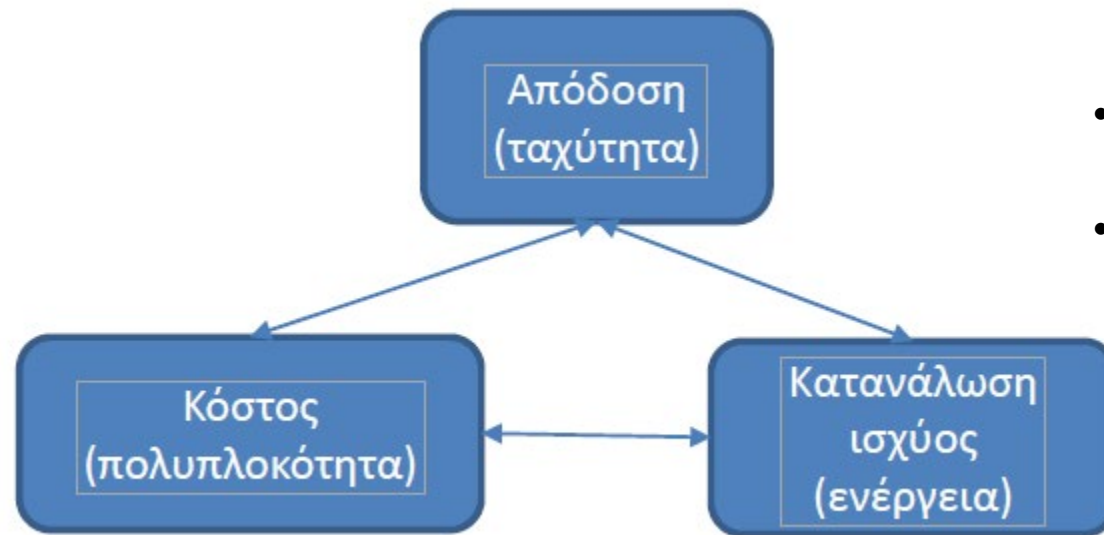 Απόδοση
(ταχύτητα)
Κόστος
(πολυπλοκότητα)
Κατανάλωση
ισχύος
(ενέργεια)